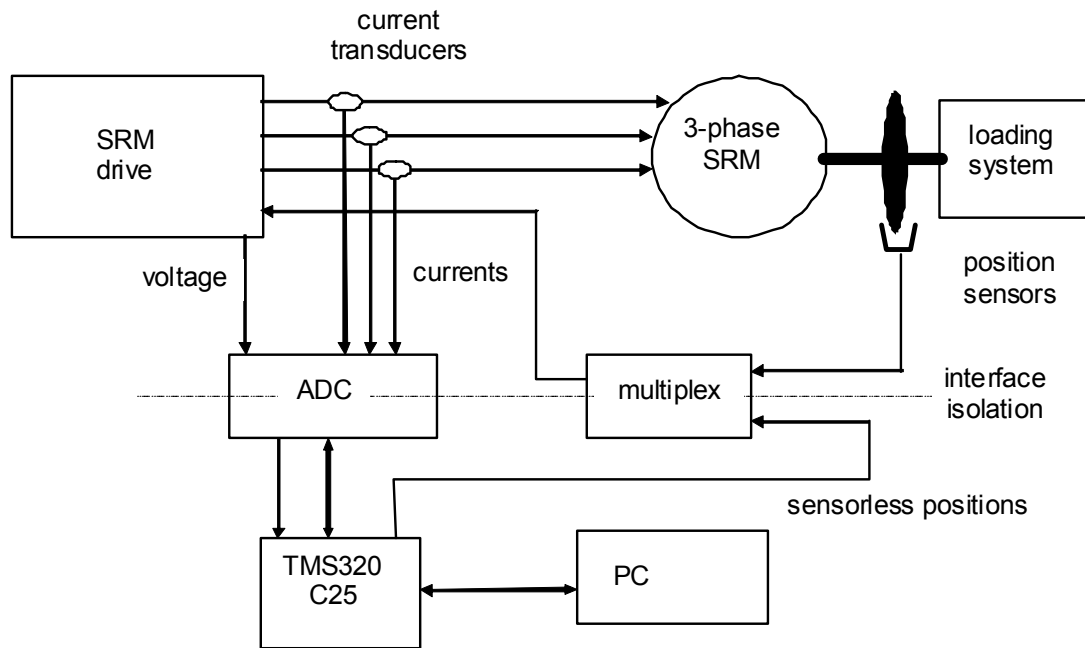 current
transducers
SRM
drive
3-phase
SRM
loading
system
voltage
currents
position
sensors
ADC
multiplex
interface
isolation
sensorless positions
TMS320
C25
PC